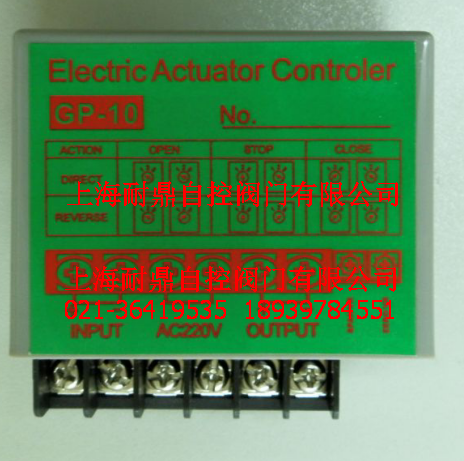 Electric Actuator Controler
GP-10 No.
ACTION OPEN STOP CLOSE
DIRECT
上海耐鼎自控阀门有限公司
REVERSE
上海耐鼎自控阀门有限公司
021-36419535 18939784551
INPUT AC220V OUTPUT